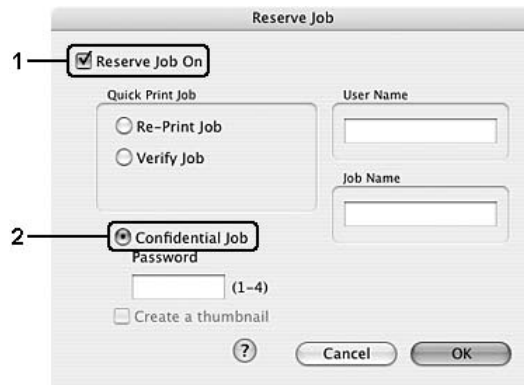 Reserve Job
1
Reserve Job On
Quick Print Job
Re-Print Job
Verify Job
User Name
Job Name
2
Confidential Job
Password
(1-4)
Create a thumbnail
?
Cancel
OK